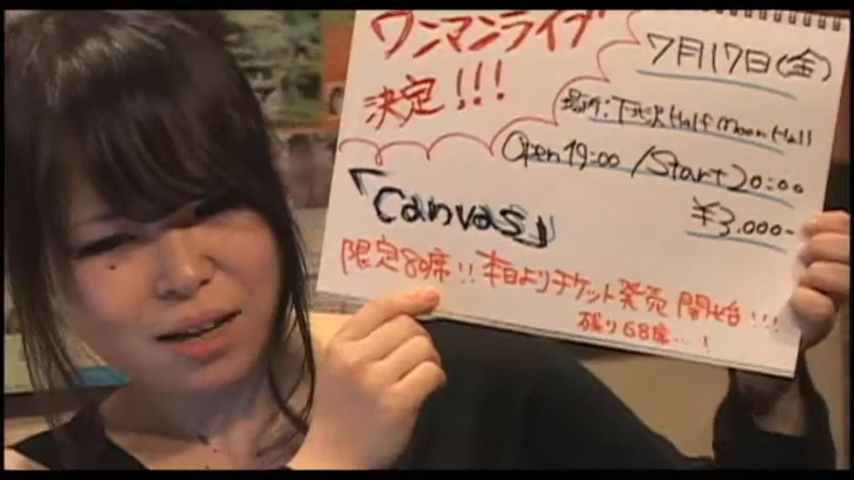 ワンマンライブ
決定!!!
7月17日(金)
場所:下北沢Half Moon Hall
Open 19:00/Start 20:00
¥3.000-
「Canvas」
限定80席!!本日よりチケット発売開始!!!
残り68席…!